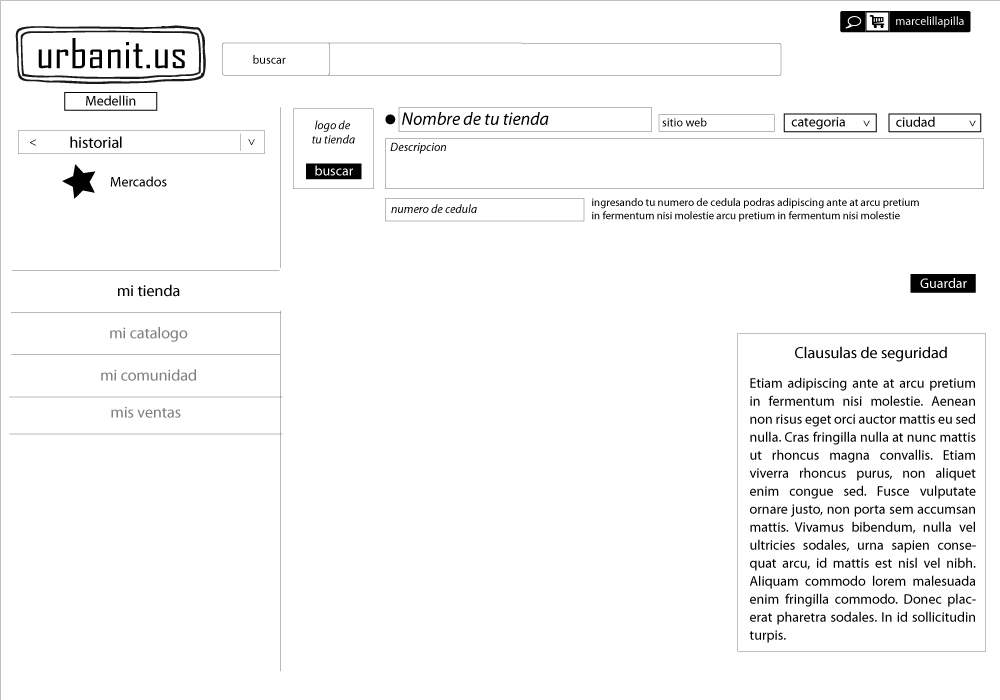 marcelillapilla
urbanit.us
buscar
Medellin
< historial v
Mercados
mi tienda
mi catalogo
mi comunidad
mis ventas
logo de
tu tienda
buscar
Nombre de tu tienda
sitio web
categoria v
ciudad v
Descripcion
numero de cedula
ingresando tu numero de cedula podras adipiscing ante at arcu pretium
in fermentum nisi molestie arcu pretium in fermentum nisi molestie
Guardar
Clausulas de seguridad
Etiam adipiscing ante at arcu pretium
in fermentum nisi molestie. Aenean
non risus eget orci auctor mattis eu sed
nulla. Cras fringilla nulla at nunc mattis
ut rhoncus magna convallis. Etiam
viverra rhoncus purus, non aliquet
enim congue sed. Fusce vulputate
ornare justo, non porta sem accumsan
mattis. Vivamus bibendum, nulla vel
ultricies sodales, urna sapien conse-
quat arcu, id mattis est nisl vel nibh.
Aliquam commodo lorem malesuada
enim fringilla commodo. Donec plac-
erat pharetra sodales. In id sollicitudin
turpis.